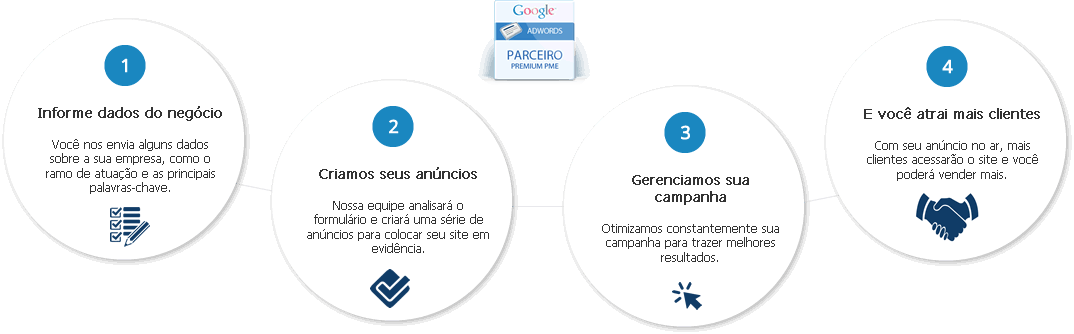 Google
ADWORDS
PARCEIRO
PREMIUM PME
1
Informe dados do negócio
Você nos envia alguns dados
sobre a sua empresa, como o
ramo de atuação e as principais
palavras-chave.
2
Criamos seus anúncios
Nossa equipe analisará o
formulário e criará uma série de
anúncios para colocar seu site em
evidência.
3
Gerenciamos sua
campanha
Otimizamos constantemente sua
campanha para trazer melhores
resultados.
4
E você atrai mais clientes
Com seu anúncio no ar, mais
clientes acessarão o site e você
poderá vender mais.